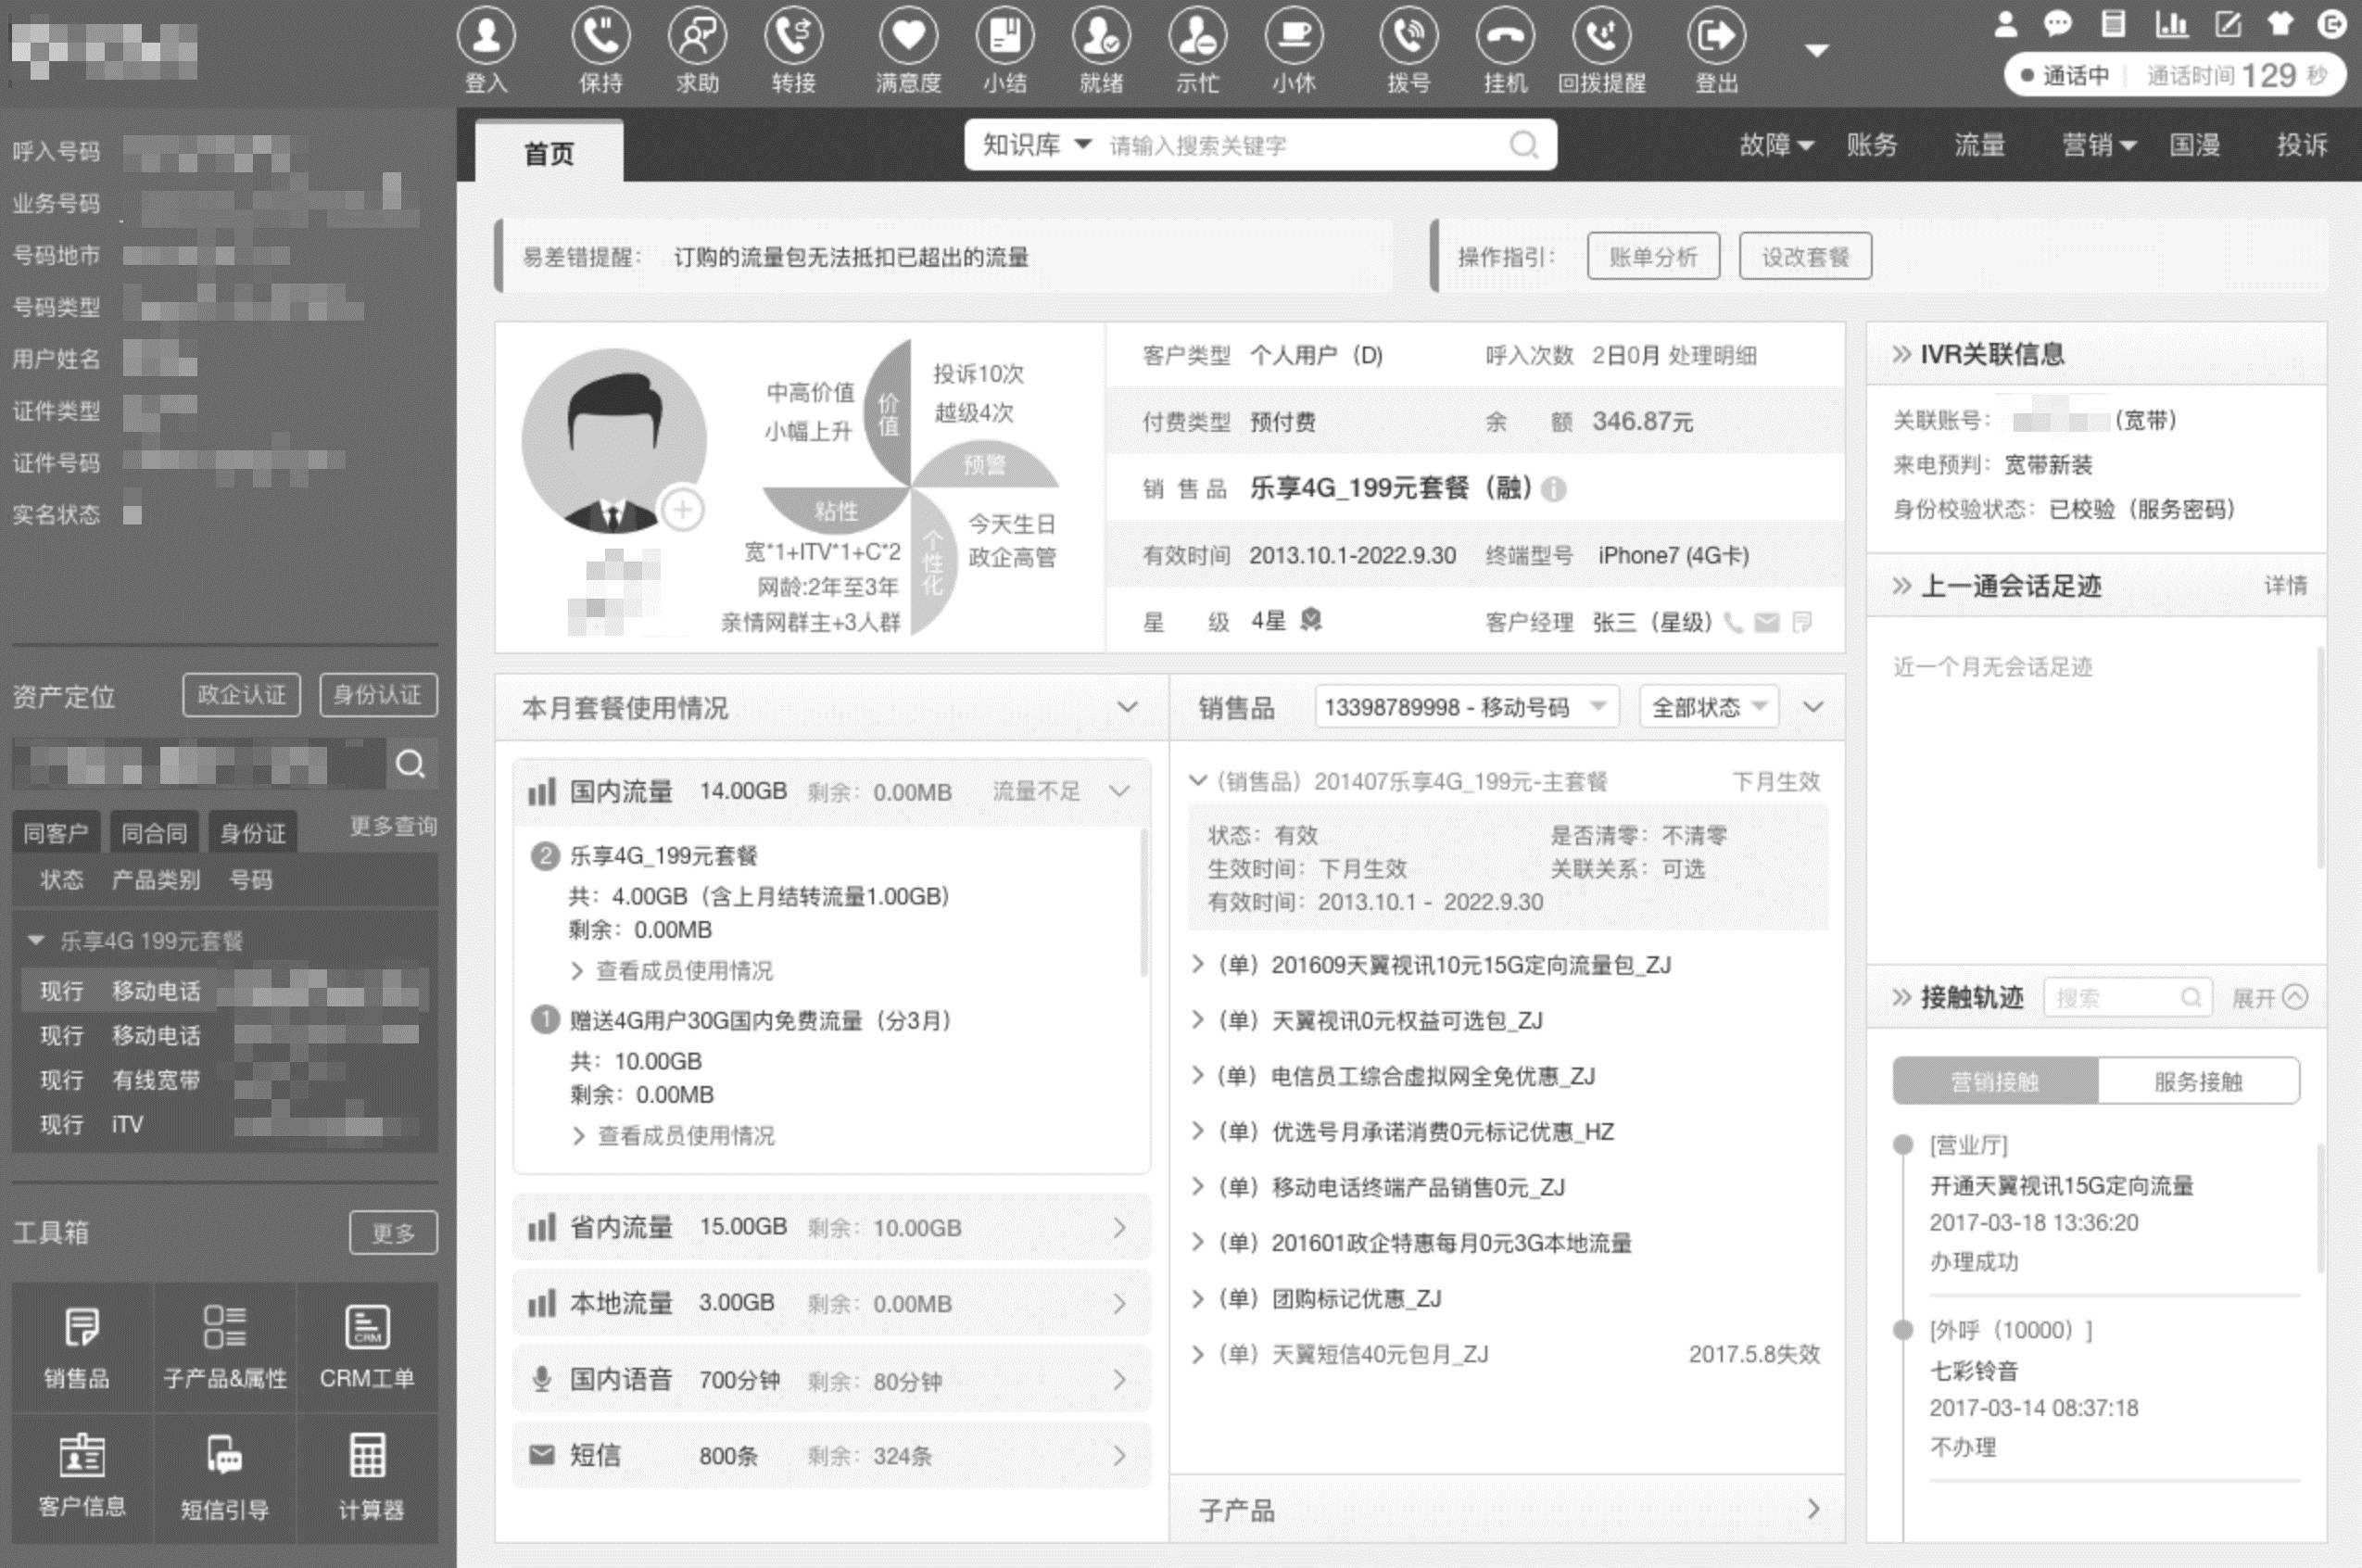 登入 保持 求助 转接 满意度 小结 就绪 示忙 小休 拨号 挂机 回拨提醒 登出
通话中 通话时间 129 秒
首页 知识库 请输入搜索关键字 故障 账务 流量 营销 国漫 投诉
呼入号码
业务号码
号码地市
号码类型
用户姓名
证件类型
证件号码
实名状态
资产定位 政企认证 身份认证
同客户 同合同 身份证 更多查询
状态 产品类别 号码
乐享4G 199元套餐
现行 移动电话
现行 移动电话
现行 有线宽带
现行 iTV
工具箱 更多
销售品 子产品&属性 CRM工单
CRM
客户信息 短信引导 计算器
易差错提醒： 订购的流量包无法抵扣已超出的流量
操作指引： 账单分析 设改套餐
中高价值
小幅上升
价值
投诉10次
越级4次
预警
粘性
宽*1+ITV*1+C*2
网龄:2年至3年
亲情网群主+3人群
个性化
今天生日
政企高管
客户类型 个人用户（D） 呼入次数 2日0月 处理明细
付费类型 预付费 余 额 346.87元
销 售 品 乐享4G_199元套餐（融）
有效时间 2013.10.1-2022.9.30 终端型号 iPhone7 (4G卡)
星 级 4星 客户经理 张三（星级）
本月套餐使用情况
国内流量 14.00GB 剩余：0.00MB 流量不足
2 乐享4G_199元套餐
共：4.00GB（含上月结转流量1.00GB）
剩余：0.00MB
查看成员使用情况
1 赠送4G用户30G国内免费流量（分3月）
共：10.00GB
剩余：0.00MB
查看成员使用情况
省内流量 15.00GB 剩余：10.00GB
本地流量 3.00GB 剩余：0.00MB
国内语音 700分钟 剩余：80分钟
短信 800条 剩余：324条
销售品 13398789998 - 移动号码 全部状态
（销售品）201407乐享4G_199元-主套餐 下月生效
状态：有效 是否清零：不清零
生效时间：下月生效 关联关系：可选
有效时间：2013.10.1 - 2022.9.30
（单）201609天翼视讯10元15G定向流量包_ZJ
（单）天翼视讯0元权益可选包_ZJ
（单）电信员工综合虚拟网全免优惠_ZJ
（单）优选号月承诺消费0元标记优惠_HZ
（单）移动电话终端产品销售0元_ZJ
（单）201601政企特惠每月0元3G本地流量
（单）团购标记优惠_ZJ
（单）天翼短信40元包月_ZJ 2017.5.8失效
子产品
IVR关联信息
关联账号： (宽带)
来电预判：宽带新装
身份校验状态：已校验（服务密码）
上一通会话足迹 详情
近一个月无会话足迹
接触轨迹 搜索 展开
营销接触 服务接触
[营业厅]
开通天翼视讯15G定向流量
2017-03-18 13:36:20
办理成功
[外呼（10000）]
七彩铃音
2017-03-14 08:37:18
不办理